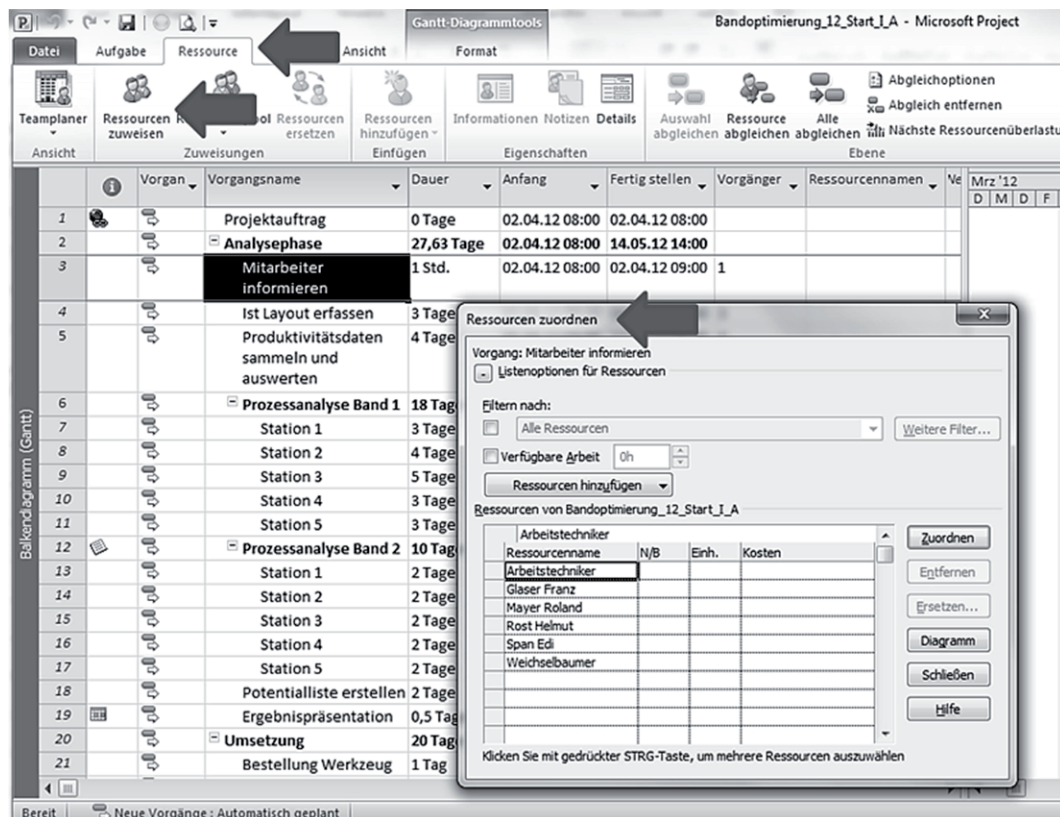 Gantt-Diagrammtools
Bandoptimierung_12_Start_I_A - Microsoft Project
Datei Aufgabe Ressource Ansicht Format
Teamplaner
Ressourcen zuweisen
Ressourcen ersetzen
Ressourcen hinzufügen
Informationen Notizen Details
Auswahl abgleichen
Ressource abgleichen
Alle abgleichen
Abgleichoptionen
Abgleich entfernen
Nächste Ressourcenüberlastu
Ansicht Zuweisungen Einfügen Eigenschaften Ebene
Vorgan Vorgangsname Dauer Anfang Fertig stellen Vorgänger Ressourcennamen Mrz '12
D M D F
1 Projektauftrag 0 Tage 02.04.12 08:00 02.04.12 08:00
2 Analysephase 27,63 Tage 02.04.12 08:00 14.05.12 14:00
3 Mitarbeiter informieren 1 Std. 02.04.12 08:00 02.04.12 09:00 1
4 Ist Layout erfassen 3 Tage
5 Produktivitätsdaten sammeln und auswerten 4 Tage
6 Prozessanalyse Band 1 18 Tag
7 Station 1 3 Tage
8 Station 2 4 Tage
9 Station 3 5 Tage
10 Station 4 3 Tage
11 Station 5 3 Tage
12 Prozessanalyse Band 2 10 Tag
13 Station 1 2 Tage
14 Station 2 2 Tage
15 Station 3 2 Tage
16 Station 4 2 Tage
17 Station 5 2 Tage
18 Potentialliste erstellen 2 Tage
19 Ergebnispräsentation 0,5 Tag
20 Umsetzung 20 Tag
21 Bestellung Werkzeug 1 Tag
Balkendiagramm (Gantt)
Ressourcen zuordnen
Vorgang: Mitarbeiter informieren
Listenoptionen für Ressourcen
Filtern nach:
Alle Ressourcen
Weitere Filter...
Verfügbare Arbeit 0h
Ressourcen hinzufügen
Ressourcen von Bandoptimierung_12_Start_I_A
Arbeitstechniker
Ressourcenname N/B Einh. Kosten
Arbeitstechniker
Glaser Franz
Mayer Roland
Rost Helmut
Span Edi
Weichselbaumer
Zuordnen
Entfernen
Ersetzen...
Diagramm
Schließen
Hilfe
Klicken Sie mit gedrückter STRG-Taste, um mehrere Ressourcen auszuwählen
Bereit Neue Vorgänge : Automatisch geplant